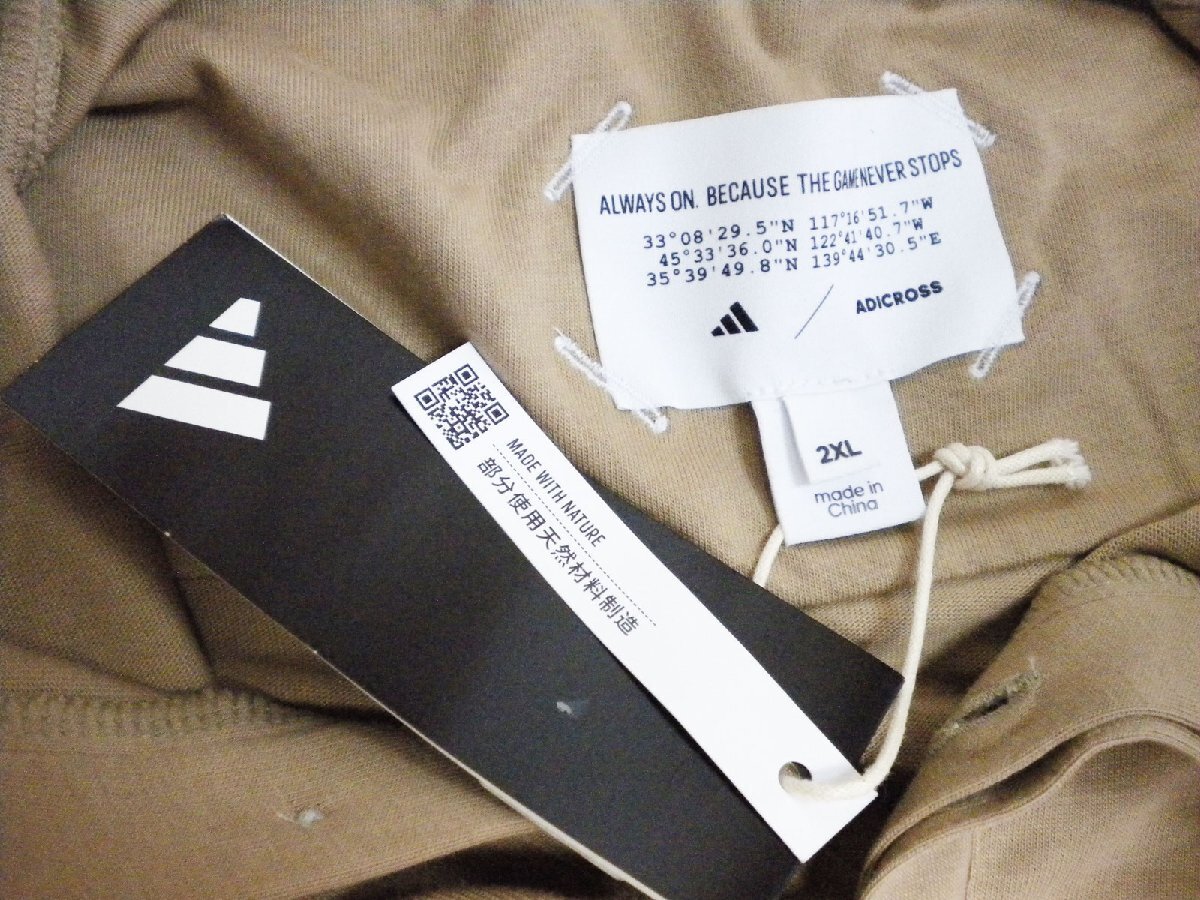 ALWAYS ON. BECAUSE THE GAME NEVER STOPS
33°08'29.5"N 117°16'51.7"W
45°33'36.0"N 122°41'40.7"W
35°39'49.8"N 139°44'30.5"E
ADICROSS
2XL
made in
China
MADE WITH NATURE
部分使用天然材料制造